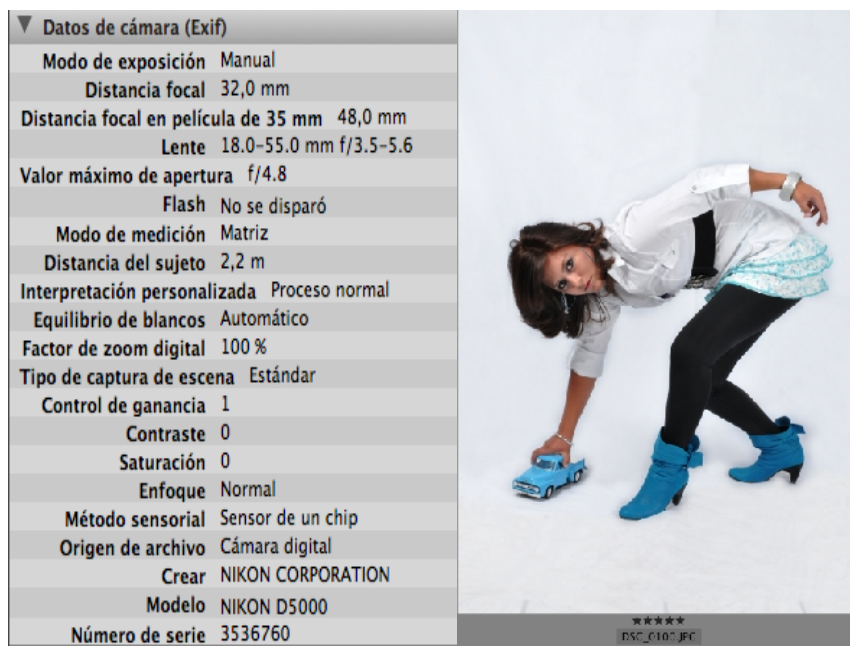 Datos de cámara (Exif)
Modo de exposición Manual
Distancia focal 32,0 mm
Distancia focal en película de 35 mm 48,0 mm
Lente 18.0-55.0 mm f/3.5-5.6
Valor máximo de apertura f/4.8
Flash No se disparó
Modo de medición Matriz
Distancia del sujeto 2,2 m
Interpretación personalizada Proceso normal
Equilibrio de blancos Automático
Factor de zoom digital 100 %
Tipo de captura de escena Estándar
Control de ganancia 1
Contraste 0
Saturación 0
Enfoque Normal
Método sensorial Sensor de un chip
Origen de archivo Cámara digital
Crear NIKON CORPORATION
Modelo NIKON D5000
Número de serie 3536760
★★★★★
DSC_0100.JPG